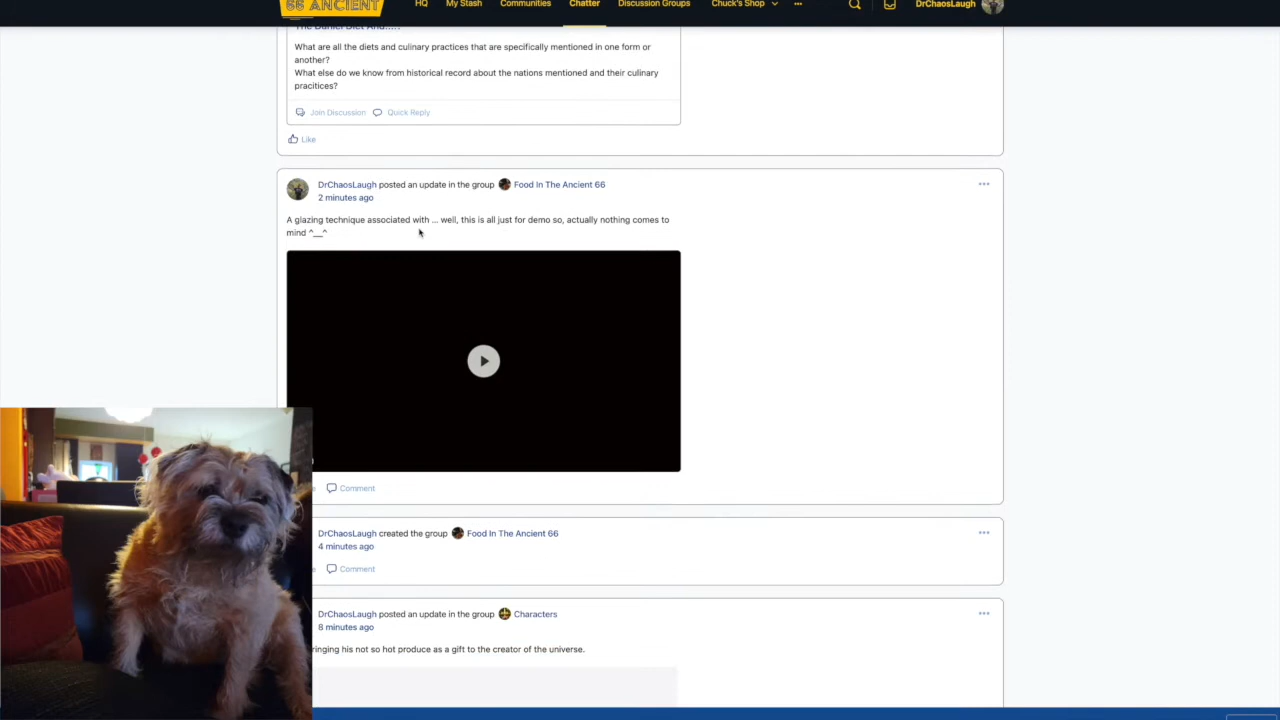 66 ANCIENT
HQ My Stash Communities Chatter Discussion Groups Chuck's Shop ··· DrChaosLaugh
The Daniel Diet And.....
What are all the diets and culinary practices that are specifically mentioned in one form or
another?
What else do we know from historical record about the nations mentioned and their culinary
pracitices?
Join Discussion Quick Reply
Like
DrChaosLaugh posted an update in the group Food In The Ancient 66
2 minutes ago
A glazing technique associated with ... well, this is all just for demo so, actually nothing comes to
mind ^__^
Comment
DrChaosLaugh created the group Food In The Ancient 66
4 minutes ago
Comment
DrChaosLaugh posted an update in the group Characters
8 minutes ago
ringing his not so hot produce as a gift to the creator of the universe.